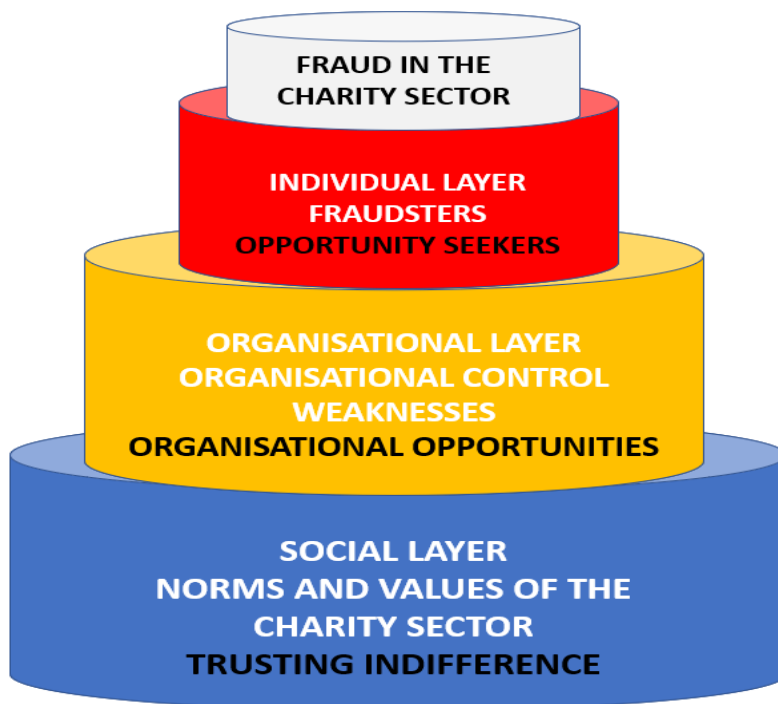 FRAUD IN THE
CHARITY SECTOR
INDIVIDUAL LAYER
FRAUDSTERS
OPPORTUNITY SEEKERS
ORGANISATIONAL LAYER
ORGANISATIONAL CONTROL
WEAKNESSES
ORGANISATIONAL OPPORTUNITIES
SOCIAL LAYER
NORMS AND VALUES OF THE
CHARITY SECTOR
TRUSTING INDIFFERENCE